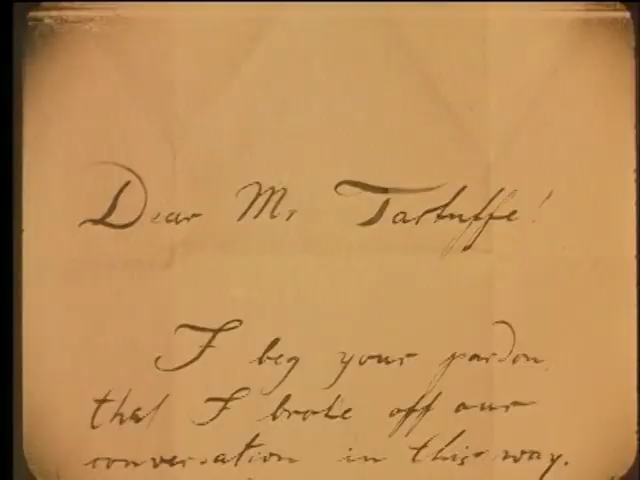 Dear Mr Tartuffe!
I beg your pardon
that I broke off our
conversation in this way.